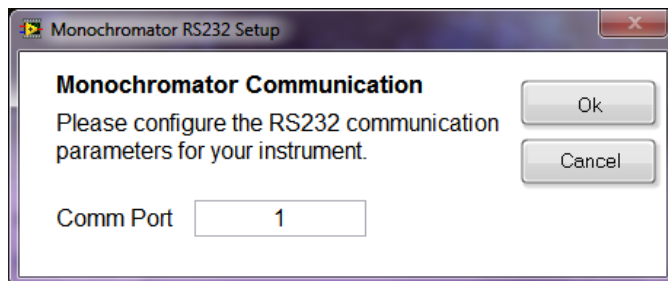 Monochromator RS232 Setup
Monochromator Communication
Please configure the RS232 communication
parameters for your instrument.
Ok
Cancel
Comm Port 1